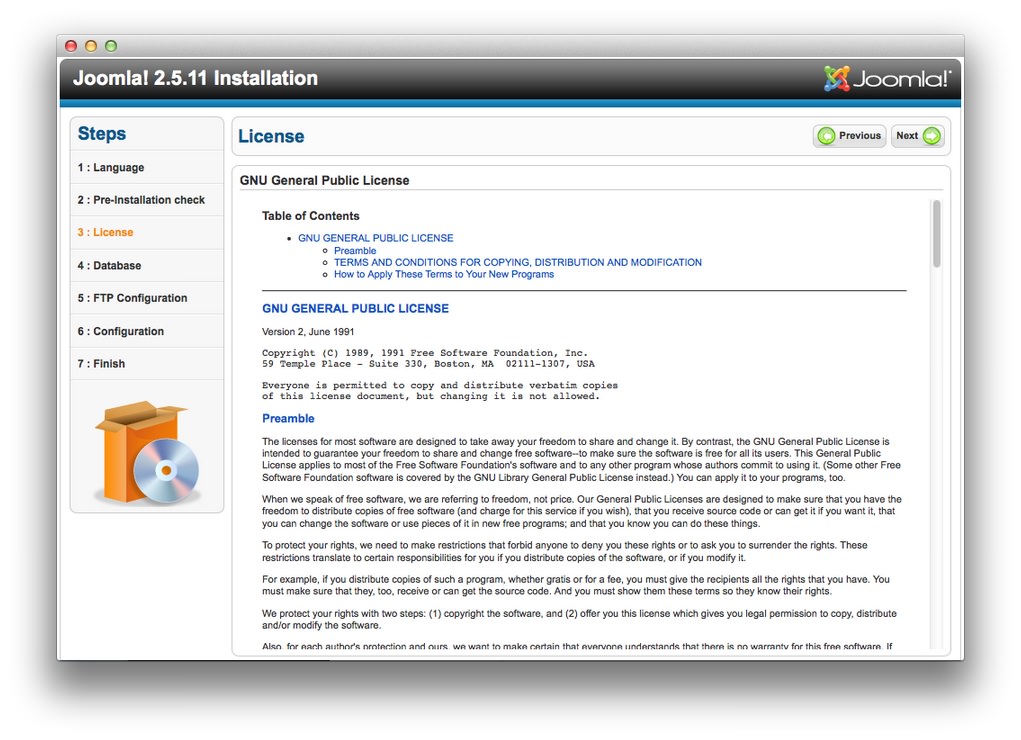 Joomla! 2.5.11 Installation
Joomla!
Steps
1 : Language
2 : Pre-Installation check
3 : License
4 : Database
5 : FTP Configuration
6 : Configuration
7 : Finish
License
Previous
Next
GNU General Public License
Table of Contents
GNU GENERAL PUBLIC LICENSE
Preamble
TERMS AND CONDITIONS FOR COPYING, DISTRIBUTION AND MODIFICATION
How to Apply These Terms to Your New Programs
GNU GENERAL PUBLIC LICENSE
Version 2, June 1991
Copyright (C) 1989, 1991 Free Software Foundation, Inc.
59 Temple Place - Suite 330, Boston, MA  02111-1307, USA
Everyone is permitted to copy and distribute verbatim copies
of this license document, but changing it is not allowed.
Preamble
The licenses for most software are designed to take away your freedom to share and change it. By contrast, the GNU General Public License is
intended to guarantee your freedom to share and change free software--to make sure the software is free for all its users. This General Public
License applies to most of the Free Software Foundation's software and to any other program whose authors commit to using it. (Some other Free
Software Foundation software is covered by the GNU Library General Public License instead.) You can apply it to your programs, too.
When we speak of free software, we are referring to freedom, not price. Our General Public Licenses are designed to make sure that you have the
freedom to distribute copies of free software (and charge for this service if you wish), that you receive source code or can get it if you want it, that
you can change the software or use pieces of it in new free programs; and that you know you can do these things.
To protect your rights, we need to make restrictions that forbid anyone to deny you these rights or to ask you to surrender the rights. These
restrictions translate to certain responsibilities for you if you distribute copies of the software, or if you modify it.
For example, if you distribute copies of such a program, whether gratis or for a fee, you must give the recipients all the rights that you have. You
must make sure that they, too, receive or can get the source code. And you must show them these terms so they know their rights.
We protect your rights with two steps: (1) copyright the software, and (2) offer you this license which gives you legal permission to copy, distribute
and/or modify the software.
Also, for each author's protection and ours, we want to make certain that everyone understands that there is no warranty for this free software. If